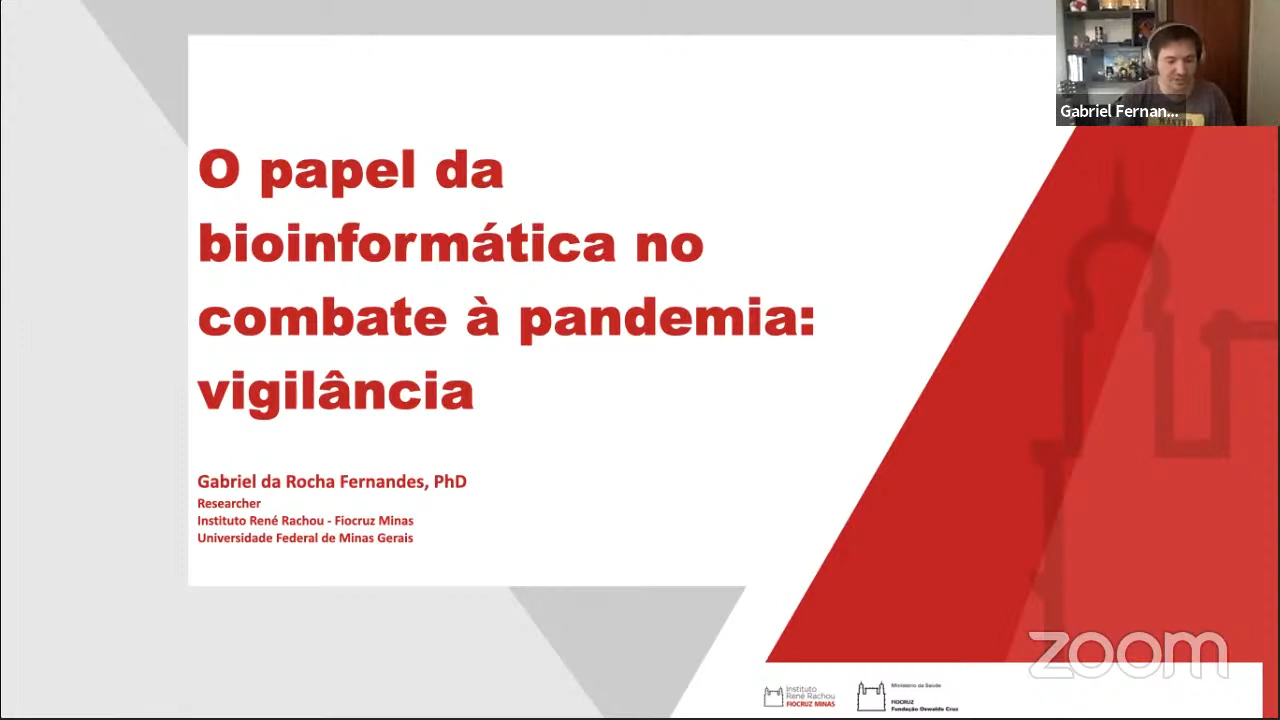 Gabriel Fernan...
O papel da
bioinformática no
combate à pandemia:
vigilância
Gabriel da Rocha Fernandes, PhD
Researcher
Instituto René Rachou - Fiocruz Minas
Universidade Federal de Minas Gerais
zoom
Instituto
René Rachou
FIOCRUZ MINAS
Ministério da Saúde
FIOCRUZ
Fundação Oswaldo Cruz